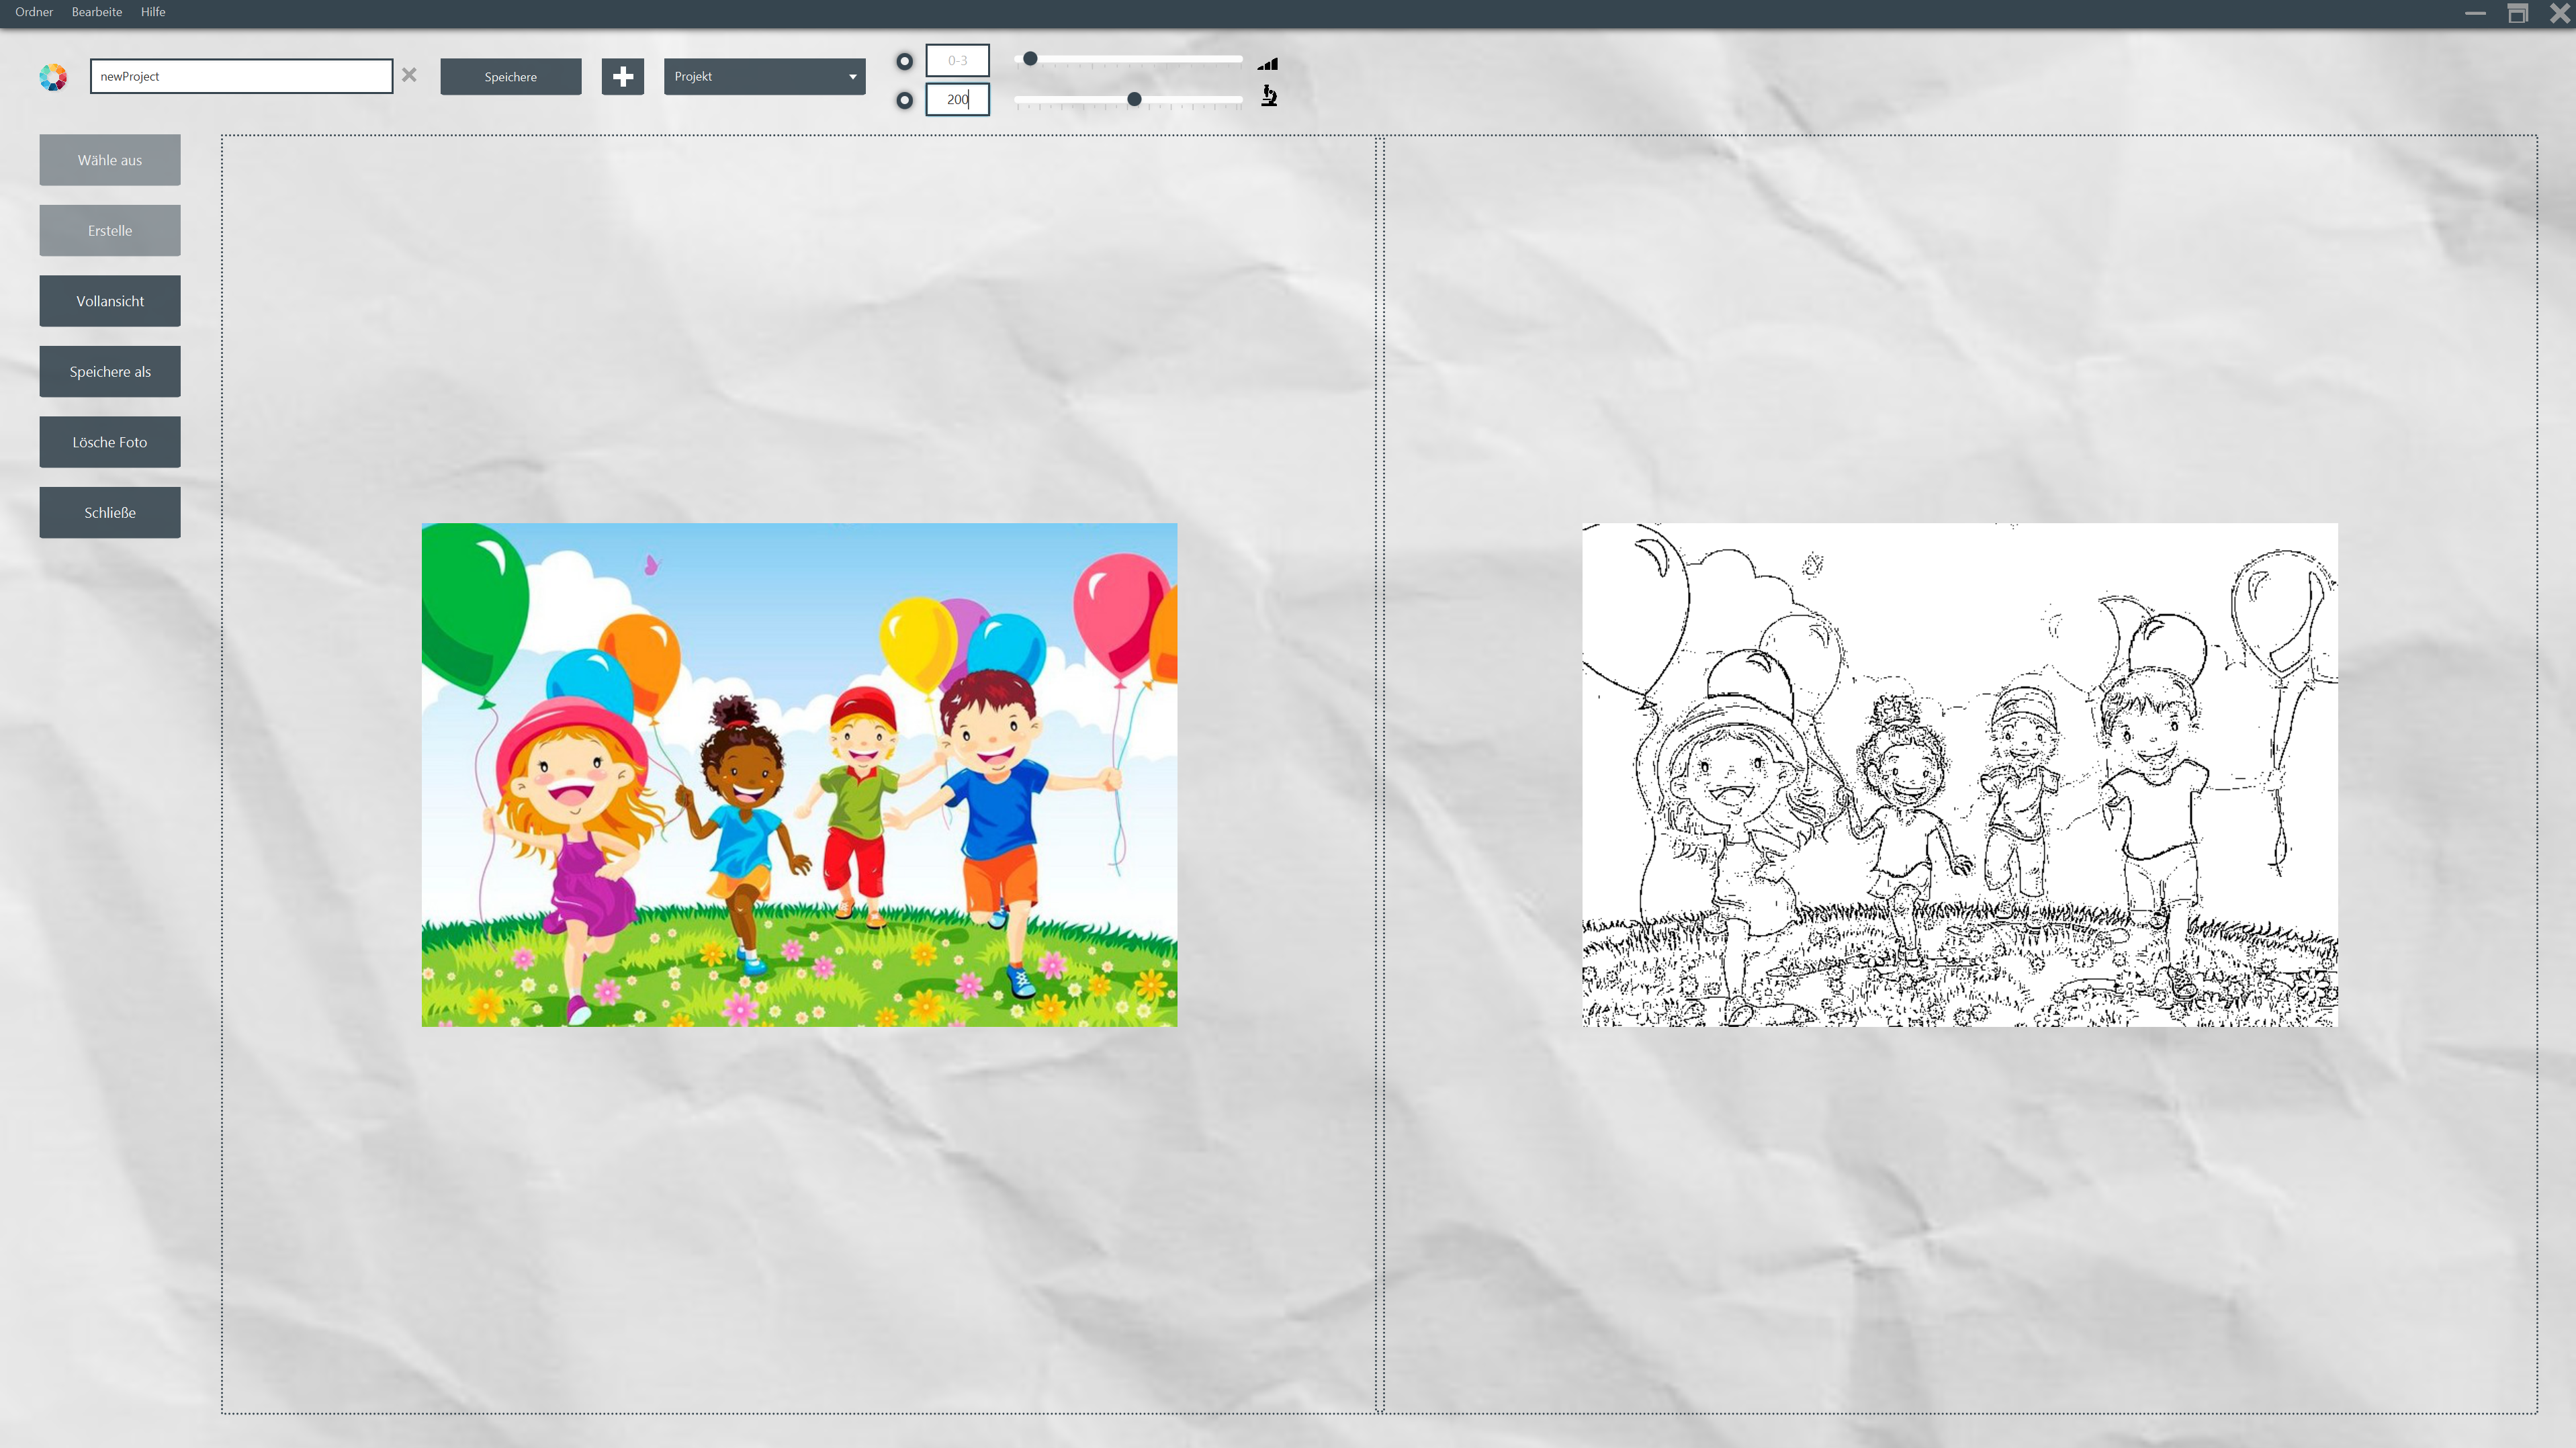 Ordner Bearbeite Hilfe
newProject Speichere Projekt
0-3
200
Wähle aus
Erstelle
Vollansicht
Speichere als
Lösche Foto
Schließe